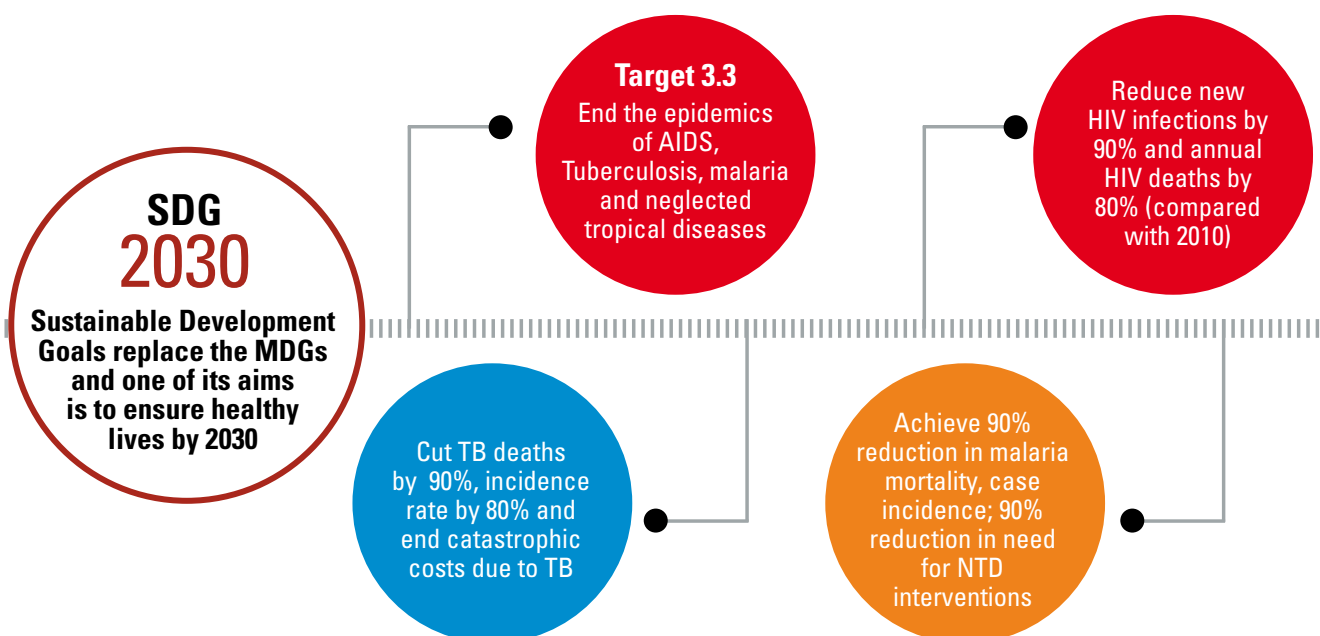 SDG
2030
Sustainable Development
Goals replace the MDGs
and one of its aims
is to ensure healthy
lives by 2030
Target 3.3
End the epidemics
of AIDS,
Tuberculosis, malaria
and neglected
tropical diseases
Cut TB deaths
by 90%, incidence
rate by 80% and
end catastrophic
costs due to TB
Reduce new
HIV infections by
90% and annual
HIV deaths by
80% (compared
with 2010)
Achieve 90%
reduction in malaria
mortality, case
incidence; 90%
reduction in need
for NTD
interventions